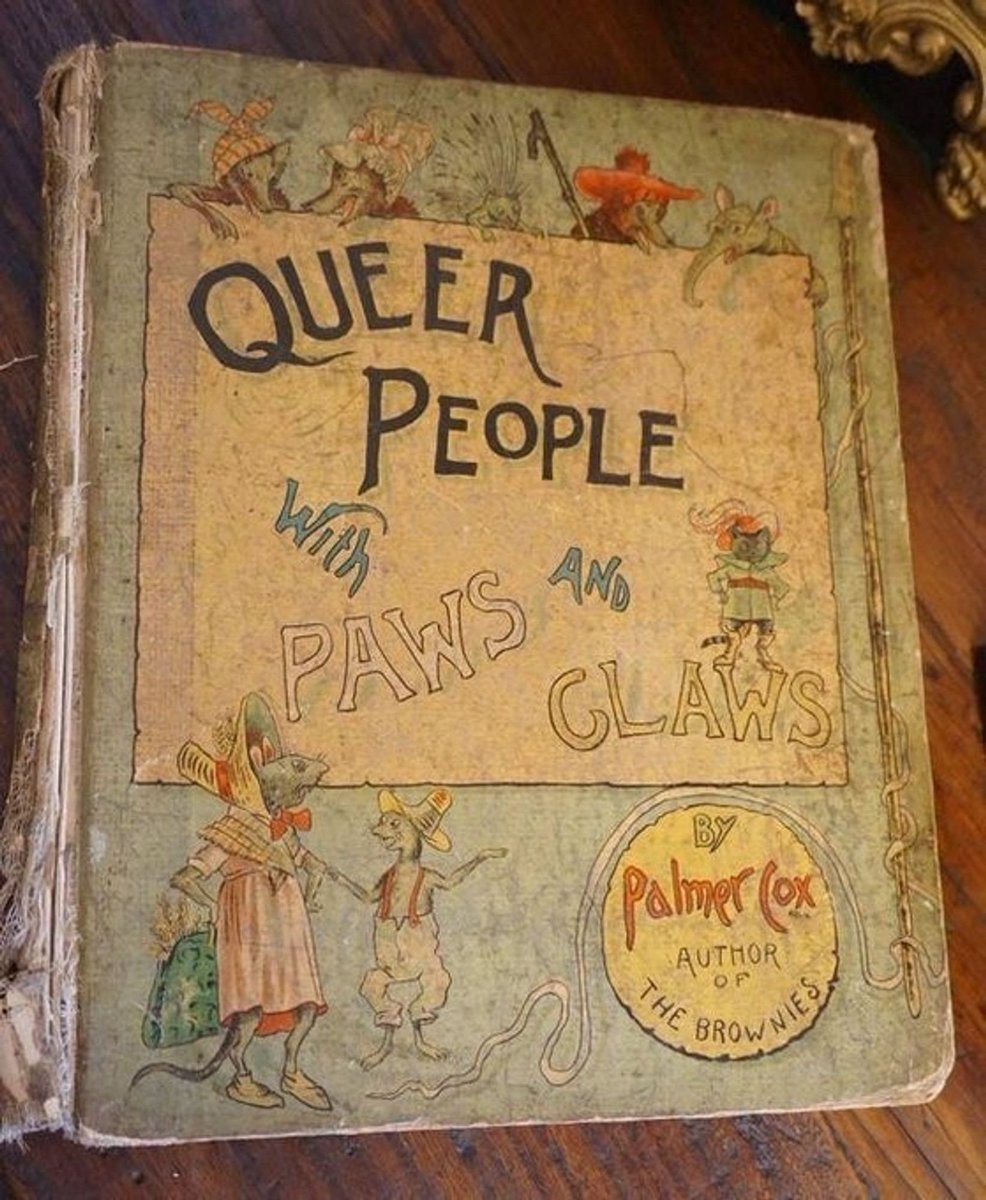 QUEER
PEOPLE
With
PAWS AND
CLAWS
BY
Palmer Cox
AUTHOR
OF
THE BROWNIES